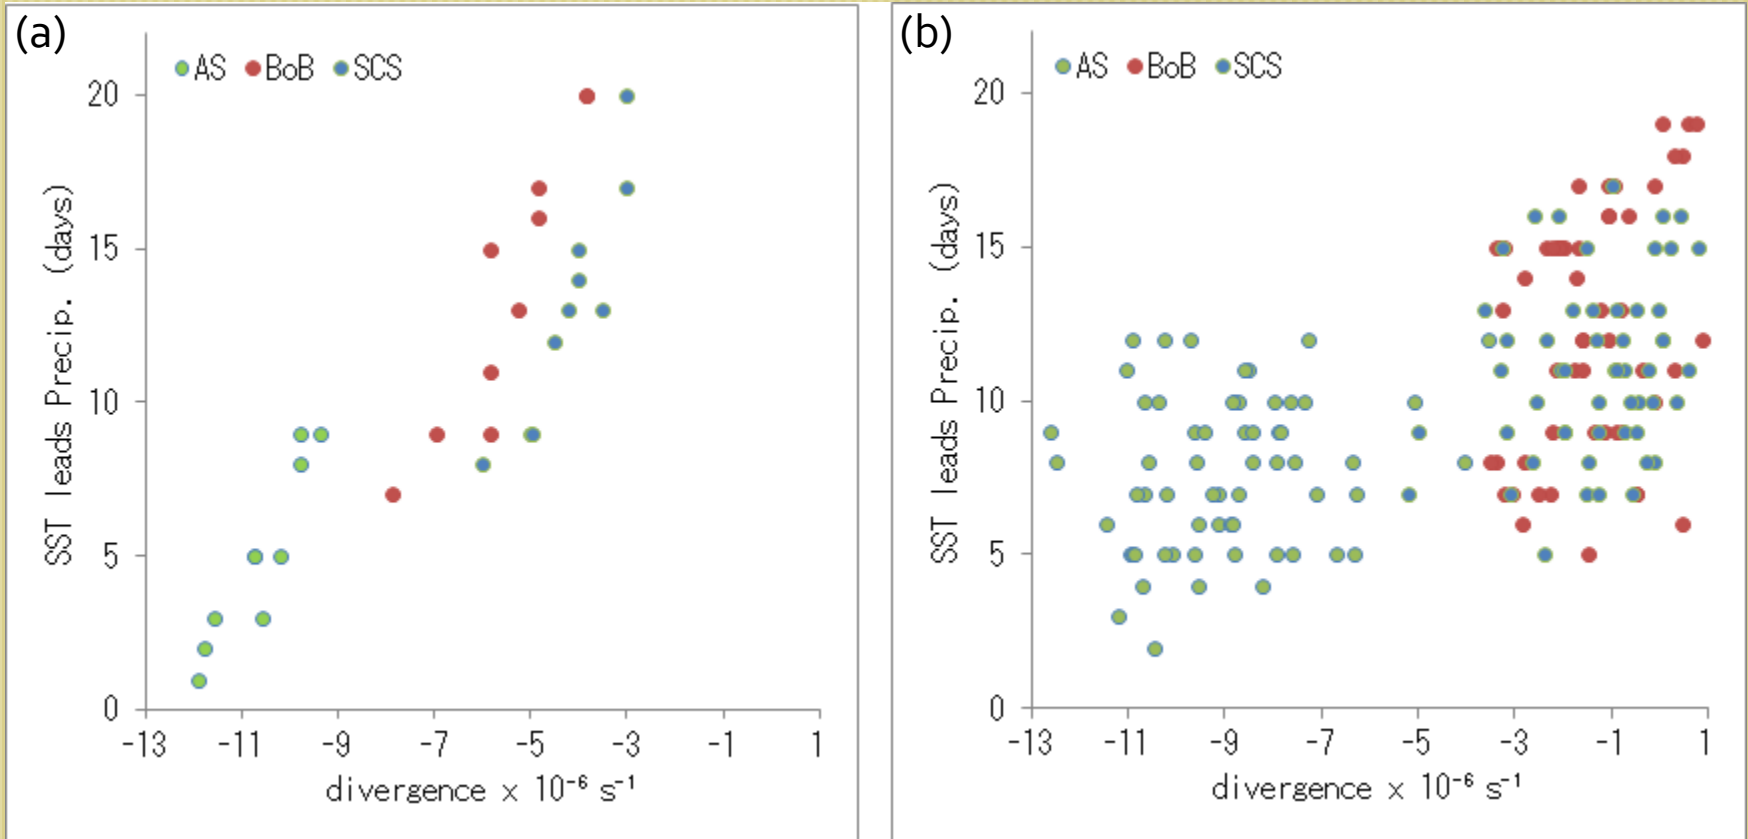 (a)
AS BoB SCS
20
15
10
5
0
-13 -11 -9 -7 -5 -3 -1 1
SST leads Precip. (days)
divergence x 10⁻⁶ s⁻¹
(b)
AS BoB SCS
20
15
10
5
0
-13 -11 -9 -7 -5 -3 -1 1
SST leads Precip. (days)
divergence x 10⁻⁶ s⁻¹